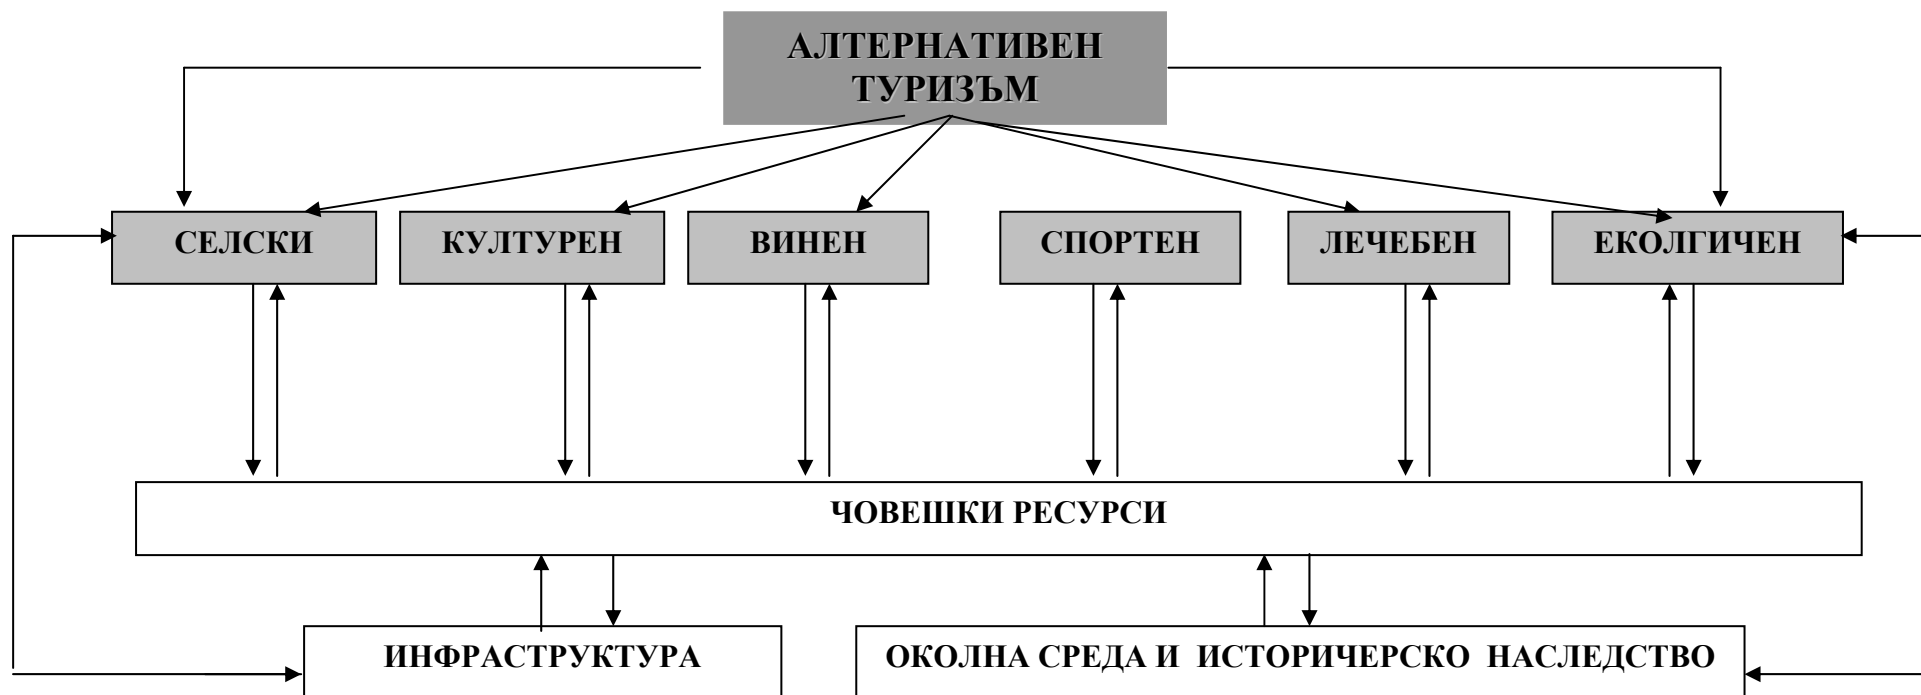 АЛТЕРНАТИВЕН
ТУРИЗЪМ
СЕЛСКИ
КУЛТУРЕН
ВИНЕН
СПОРТЕН
ЛЕЧЕБЕН
ЕКОЛГИЧЕН
ЧОВЕШКИ РЕСУРСИ
ИНФРАСТРУКТУРА
ОКОЛНА СРЕДА И ИСТОРИЧЕРСКО НАСЛЕДСТВО